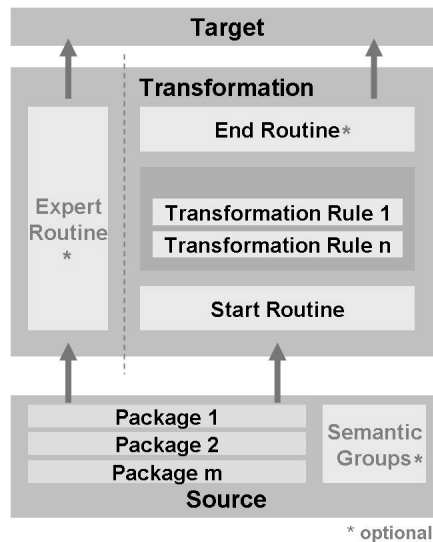 Target
Transformation
End Routine*
Expert
Routine
*
Transformation Rule 1
Transformation Rule n
Start Routine
Package 1
Package 2
Package m
Semantic
Groups*
Source
* optional